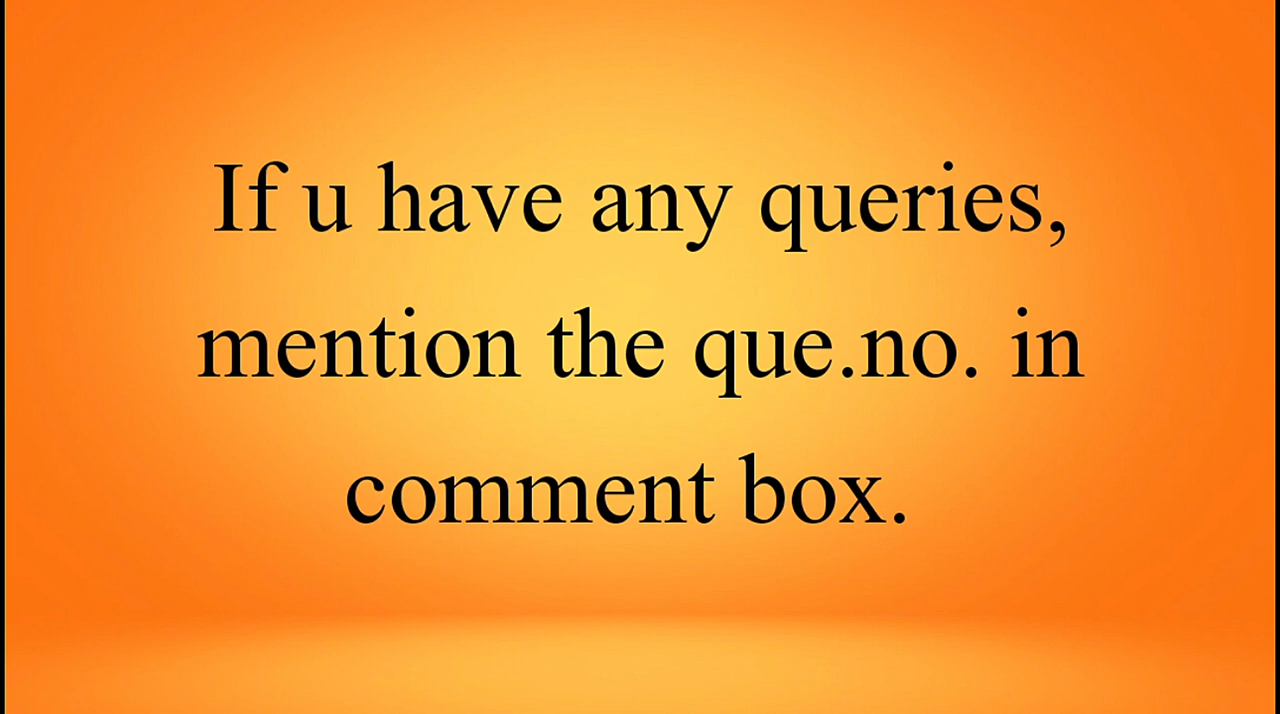 If u have any queries,
mention the que.no. in
comment box.